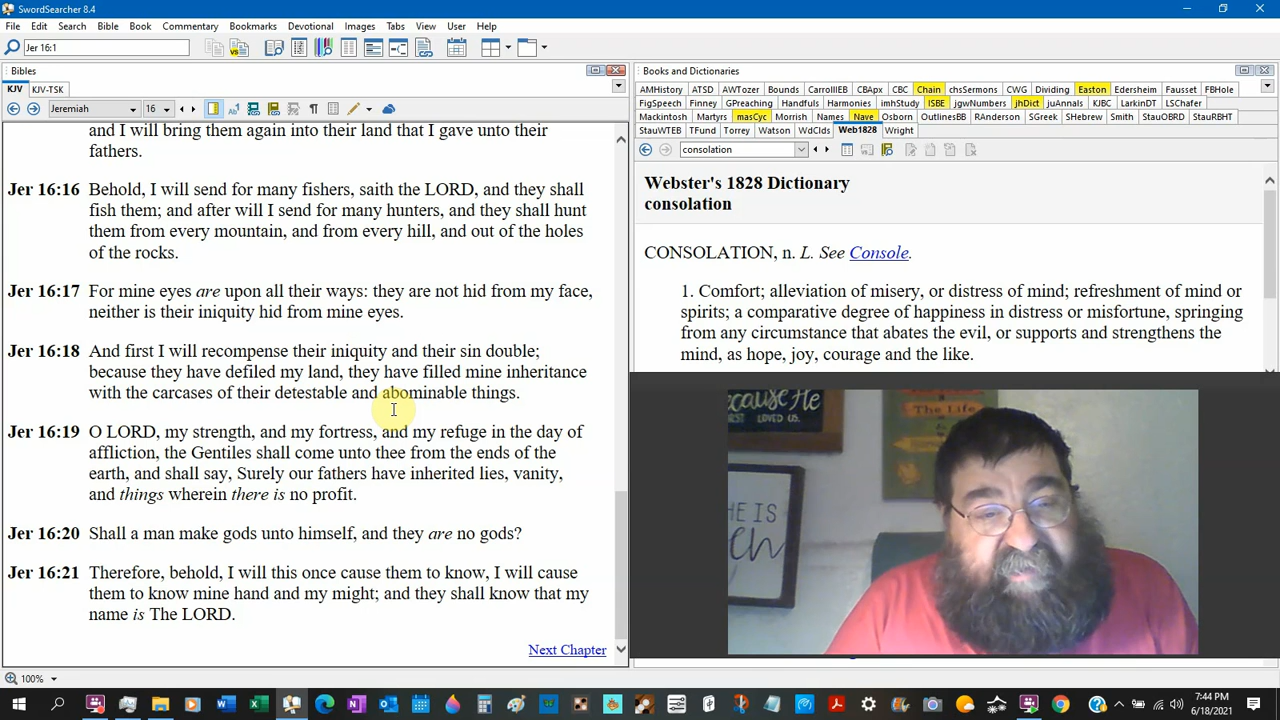 SwordSearcher 8.4
File Edit Search Bible Book Commentary Bookmarks Devotional Images Tabs View User Help
Jer 16:1
Bibles
KJV KJV-TSK
Jeremiah 16
and I will bring them again into their land that I gave unto their
fathers.
Jer 16:16 Behold, I will send for many fishers, saith the LORD, and they shall
fish them; and after will I send for many hunters, and they shall hunt
them from every mountain, and from every hill, and out of the holes
of the rocks.
Jer 16:17 For mine eyes are upon all their ways: they are not hid from my face,
neither is their iniquity hid from mine eyes.
Jer 16:18 And first I will recompense their iniquity and their sin double;
because they have defiled my land, they have filled mine inheritance
with the carcases of their detestable and abominable things.
Jer 16:19 O LORD, my strength, and my fortress, and my refuge in the day of
affliction, the Gentiles shall come unto thee from the ends of the
earth, and shall say, Surely our fathers have inherited lies, vanity,
and things wherein there is no profit.
Jer 16:20 Shall a man make gods unto himself, and they are no gods?
Jer 16:21 Therefore, behold, I will this once cause them to know, I will cause
them to know mine hand and my might; and they shall know that my
name is The LORD.
Next Chapter
100%
Books and Dictionaries
AMHistory ATSD AWTozer Bounds CarrollEB CBApx CBC Chain chsSermons CWG Dividing Easton Edersheim Fausset FBHole
FigSpeech Finney GPreaching Handfuls Harmonies imhStudy ISBE jgwNumbers jhDict juAnnals KJBC LarkinDT LSChafer
Mackintosh Martyrs masCyc Morrish Names Nave Osborn OutlinesBB RAnderson SGreek SHebrew Smith StauOBRD StauRBHT
StauWTEB TFund Torrey Watson WdClds Web1828 Wright
consolation
Webster's 1828 Dictionary
consolation
CONSOLATION, n. L. See Console.
1. Comfort; alleviation of misery, or distress of mind; refreshment of mind or
spirits; a comparative degree of happiness in distress or misfortune, springing
from any circumstance that abates the evil, or supports and strengthens the
mind, as hope, joy, courage and the like.
because He
FIRST LOVED US.
The Life
HE IS
7:44 PM
6/18/2021